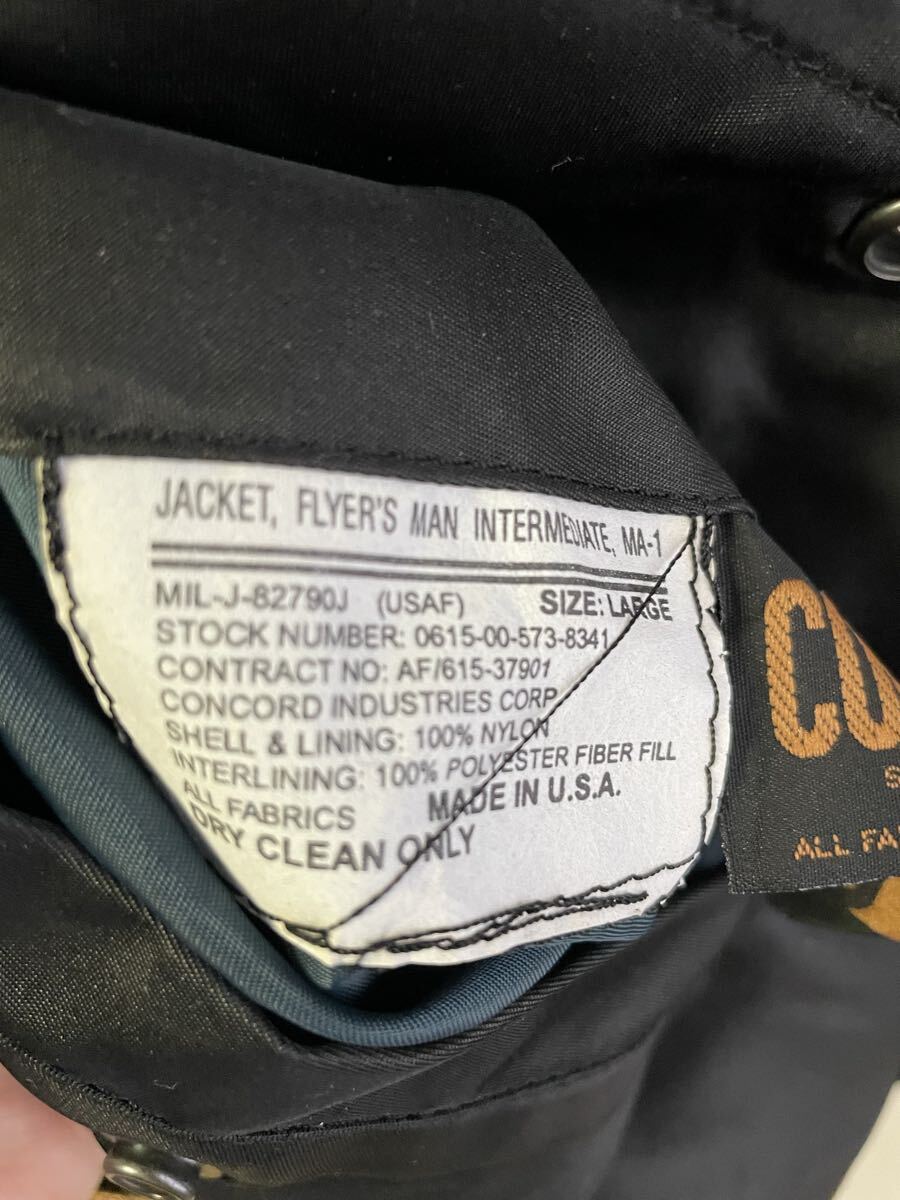 JACKET, FLYER'S MAN INTERMEDIATE, MA-1
MIL-J-82790J (USAF) SIZE: LARGE
STOCK NUMBER: 0615-00-573-8341
CONTRACT NO: AF/615-37901
CONCORD INDUSTRIES CORP
SHELL & LINING: 100% NYLON
INTERLINING: 100% POLYESTER FIBER FILL
ALL FABRICS MADE IN U.S.A.
DRY CLEAN ONLY
ALL